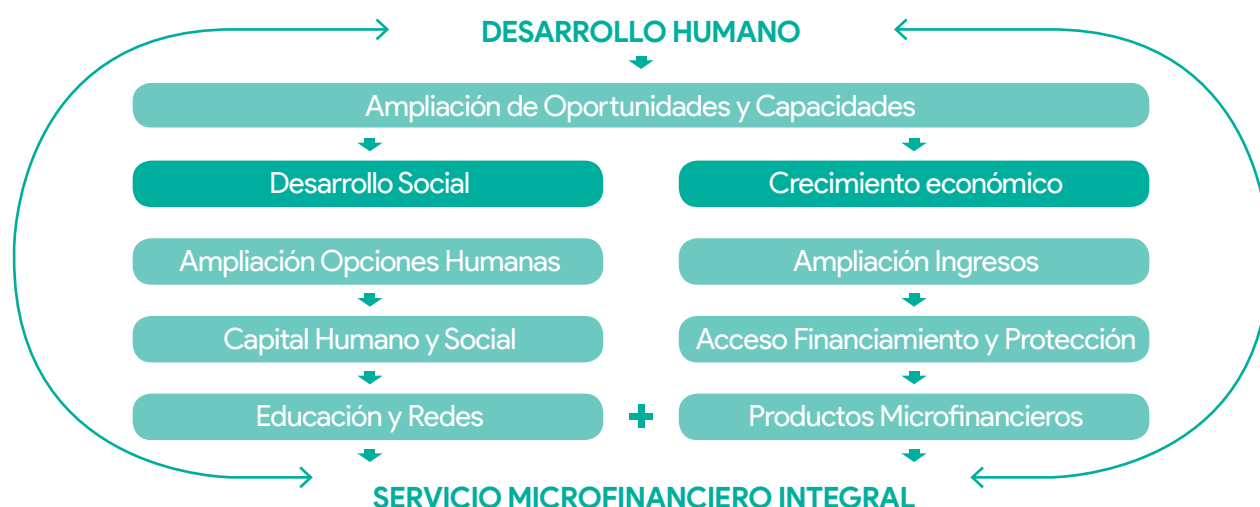 DESARROLLO HUMANO
Ampliación de Oportunidades y Capacidades
Desarrollo Social
Crecimiento económico
Ampliación Opciones Humanas
Ampliación Ingresos
Capital Humano y Social
Acceso Financiamiento y Protección
Educación y Redes
+
Productos Microfinancieros
SERVICIO MICROFINANCIERO INTEGRAL